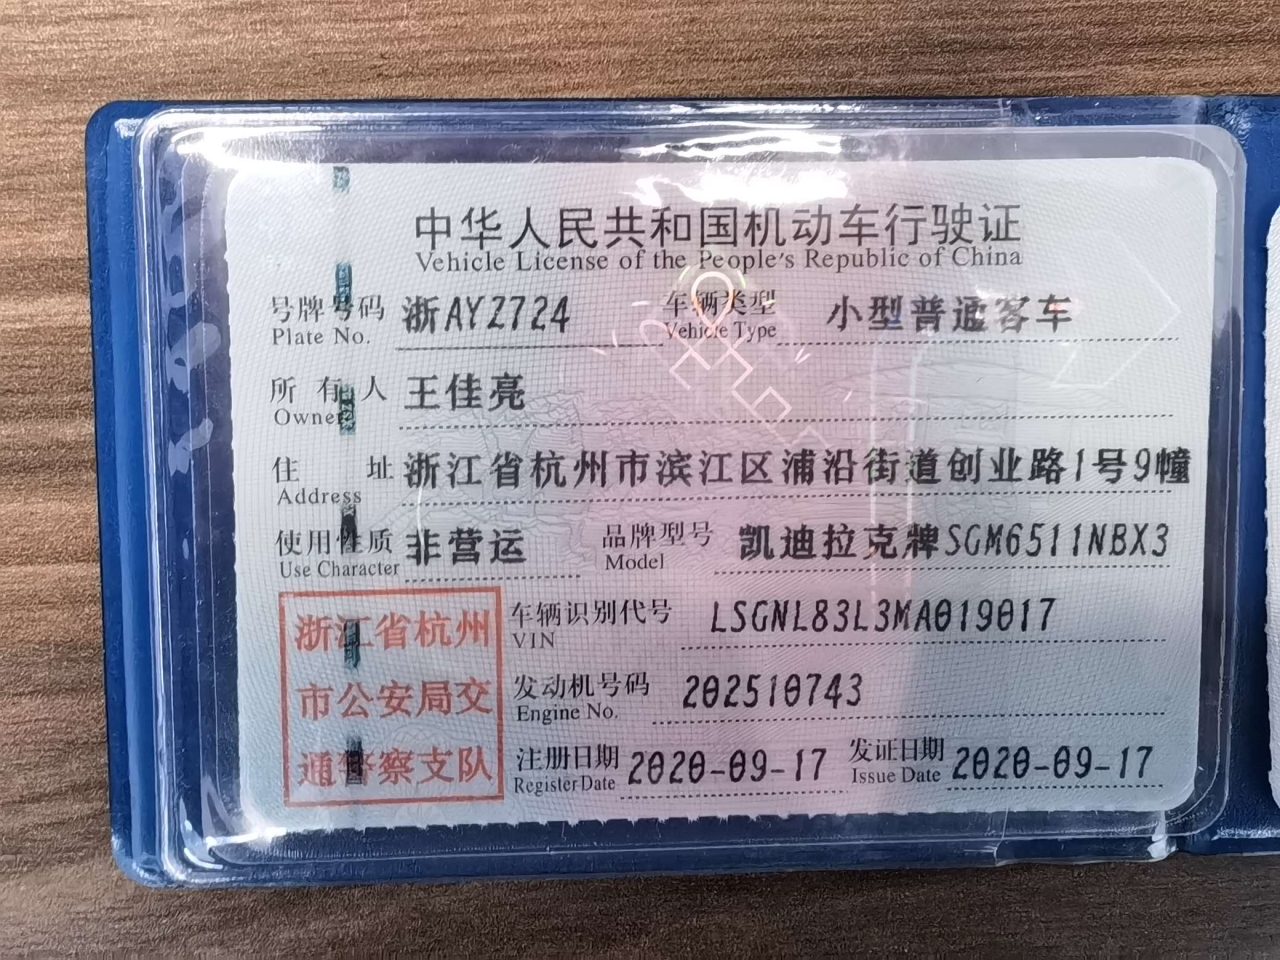 中华人民共和国机动车行驶证
Vehicle License of the People's Republic of China
号牌号码 浙AYZ724 车辆类型 小型普通客车
Plate No. Vehicle Type
所有人 王佳亮
Owner
住址 浙江省杭州市滨江区浦沿街道创业路1号9幢
Address
使用性质 非营运 品牌型号 凯迪拉克牌SGM6511NBX3
Use Character Model
浙江省杭州
市公安局交
通警察支队
车辆识别代号 LSGNL83L3MA019017
VIN
发动机号码 202510743
Engine No.
注册日期 2020-09-17 发证日期 2020-09-17
Register Date Issue Date